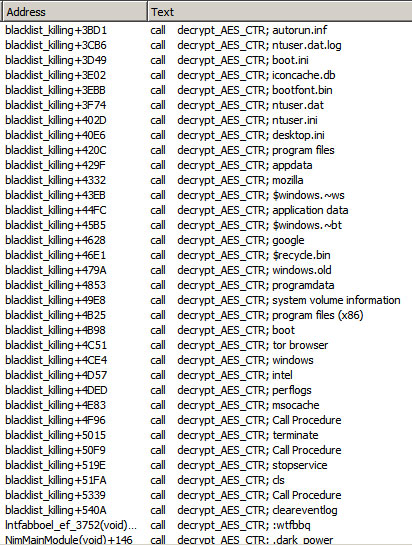 Address Text
blacklist_killing+3BD1 call decrypt_AES_CTR; autorun.inf
blacklist_killing+3CB6 call decrypt_AES_CTR; ntuser.dat.log
blacklist_killing+3D49 call decrypt_AES_CTR; boot.ini
blacklist_killing+3E02 call decrypt_AES_CTR; iconcache.db
blacklist_killing+3EBB call decrypt_AES_CTR; bootfont.bin
blacklist_killing+3F74 call decrypt_AES_CTR; ntuser.dat
blacklist_killing+402D call decrypt_AES_CTR; ntuser.ini
blacklist_killing+40E6 call decrypt_AES_CTR; desktop.ini
blacklist_killing+420C call decrypt_AES_CTR; program files
blacklist_killing+429F call decrypt_AES_CTR; appdata
blacklist_killing+4332 call decrypt_AES_CTR; mozilla
blacklist_killing+43EB call decrypt_AES_CTR; $windows.~ws
blacklist_killing+44FC call decrypt_AES_CTR; application data
blacklist_killing+45B5 call decrypt_AES_CTR; $windows.~bt
blacklist_killing+4628 call decrypt_AES_CTR; google
blacklist_killing+46E1 call decrypt_AES_CTR; $recycle.bin
blacklist_killing+479A call decrypt_AES_CTR; windows.old
blacklist_killing+4853 call decrypt_AES_CTR; programdata
blacklist_killing+49E8 call decrypt_AES_CTR; system volume information
blacklist_killing+4B25 call decrypt_AES_CTR; program files (x86)
blacklist_killing+4B98 call decrypt_AES_CTR; boot
blacklist_killing+4C51 call decrypt_AES_CTR; tor browser
blacklist_killing+4CE4 call decrypt_AES_CTR; windows
blacklist_killing+4D57 call decrypt_AES_CTR; intel
blacklist_killing+4DED call decrypt_AES_CTR; perflogs
blacklist_killing+4E83 call decrypt_AES_CTR; msocache
blacklist_killing+4F96 call decrypt_AES_CTR; Call Procedure
blacklist_killing+5015 call decrypt_AES_CTR; terminate
blacklist_killing+50F9 call decrypt_AES_CTR; Call Procedure
blacklist_killing+519E call decrypt_AES_CTR; stopservice
blacklist_killing+51FA call decrypt_AES_CTR; cls
blacklist_killing+5339 call decrypt_AES_CTR; Call Procedure
blacklist_killing+540A call decrypt_AES_CTR; cleareventlog
lntfabboel_ef_3752(void)... call decrypt_AES_CTR; :wtfbbq
NimMainModule(void)+146 call decrypt_AES_CTR; .dark_power